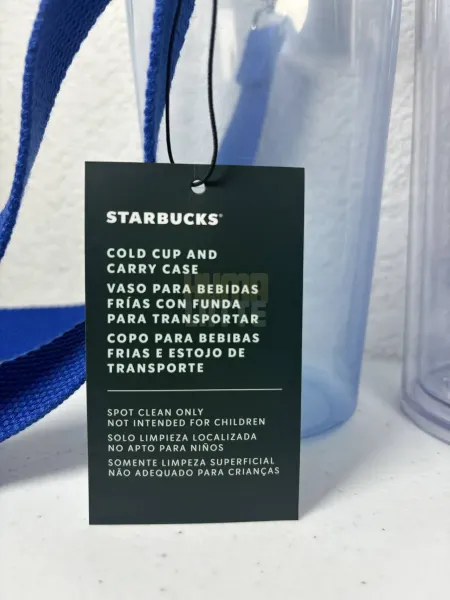 STARBUCKS®
COLD CUP AND
CARRY CASE
VASO PARA BEBIDAS
FRÍAS CON FUNDA
PARA TRANSPORTAR
COPO PARA BEBIBAS
FRIAS E ESTOJO DE
TRANSPORTE
SPOT CLEAN ONLY
NOT INTENDED FOR CHILDREN
SOLO LIMPIEZA LOCALIZADA
NO APTO PARA NIÑOS
SOMENTE LIMPEZA SUPERFICIAL
NÃO ADEQUADO PARA CRIANÇAS